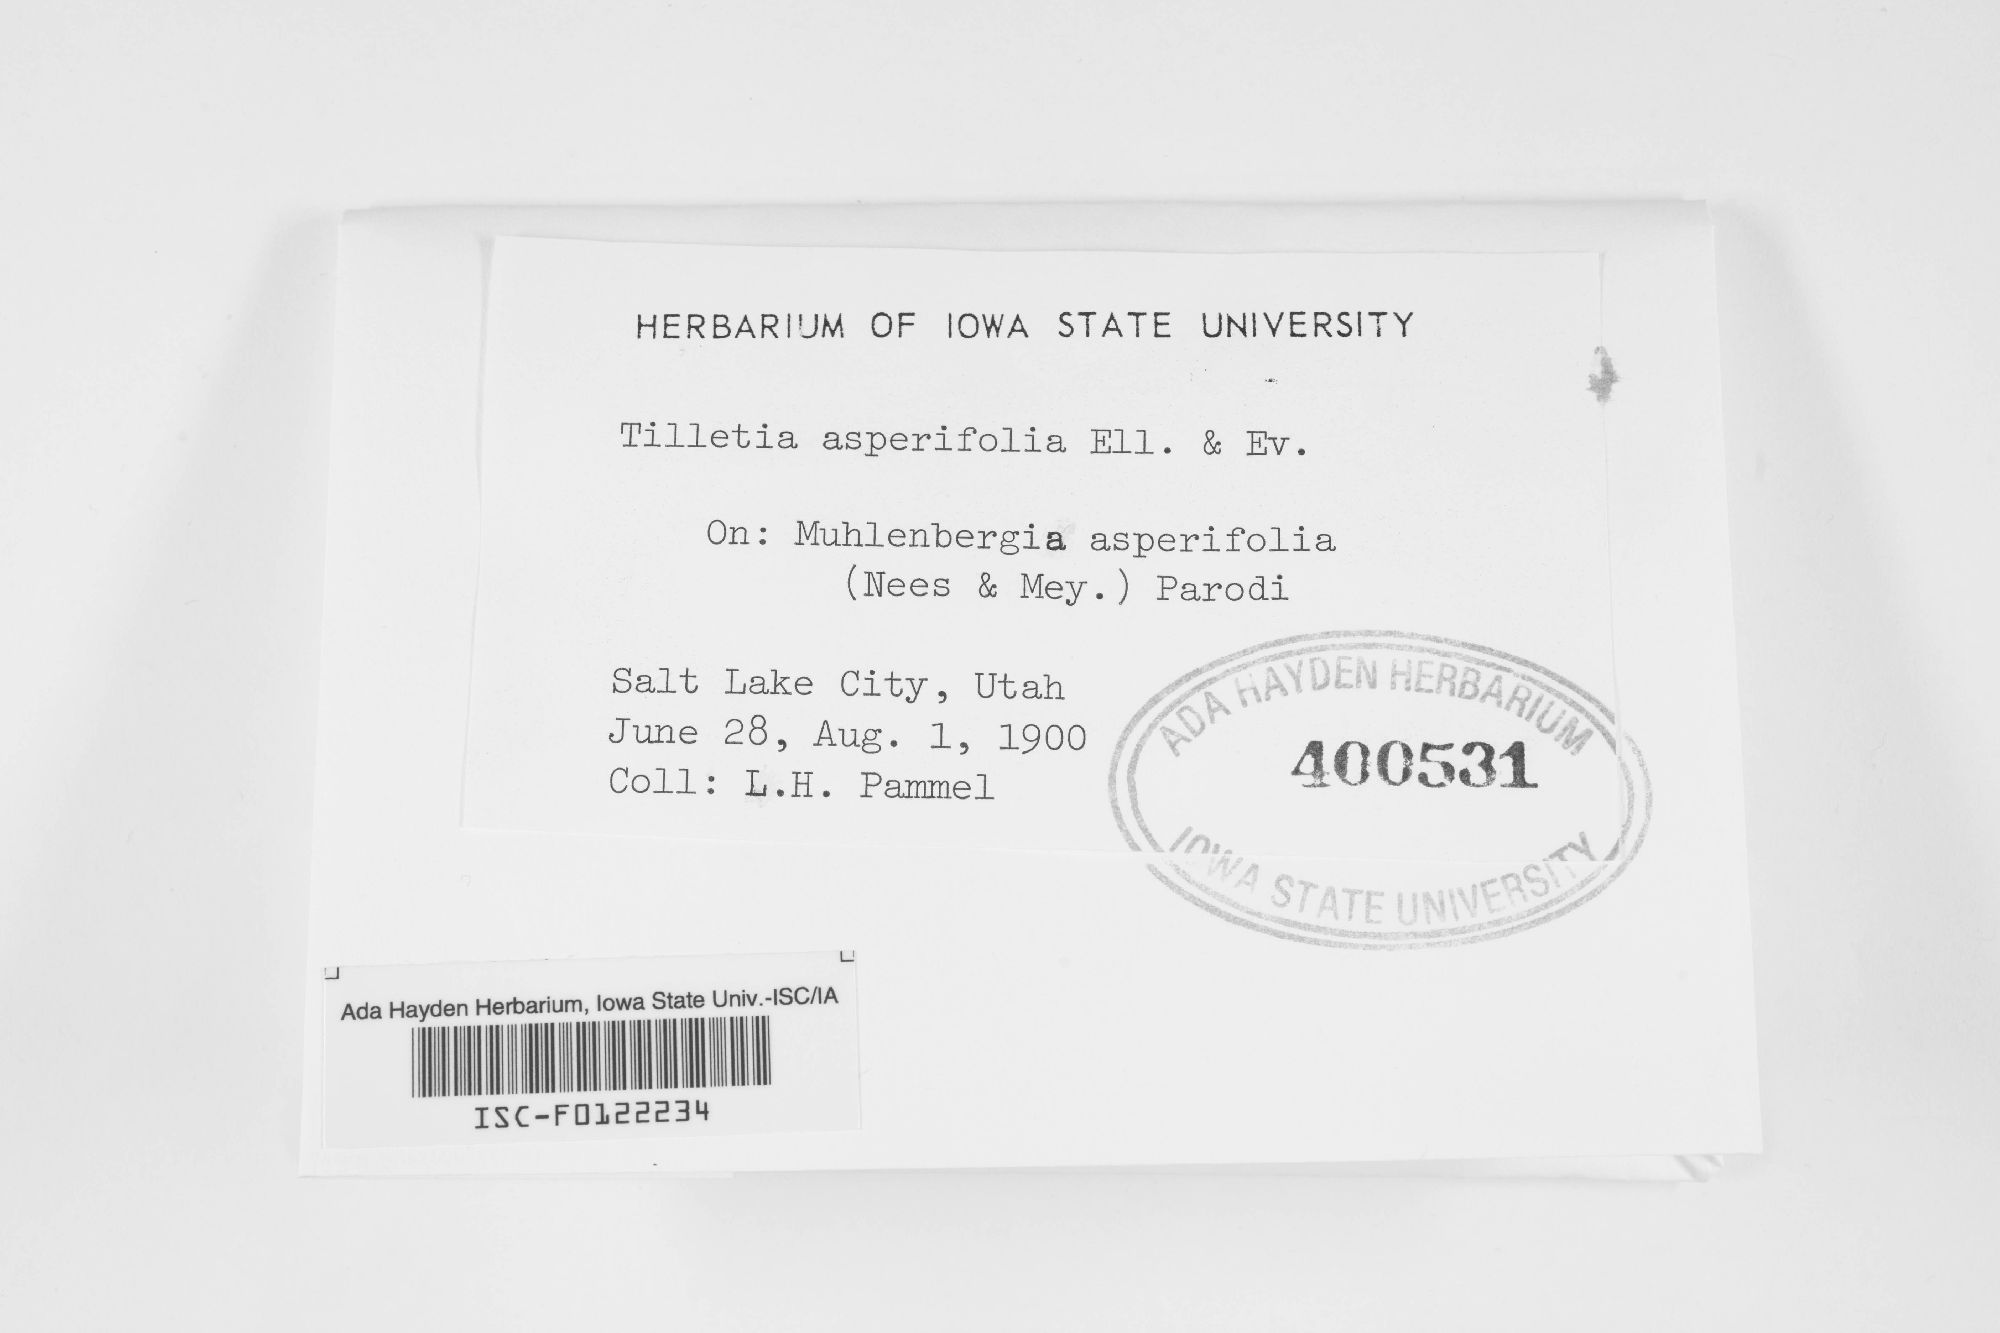 HERBARIUM OF IOWA STATE UNIVERSITY
Tilletia asperifolia Ell. & Ev.
On: Muhlenbergia asperifolia
(Nees & Mey.) Parodi
Salt Lake City, Utah
June 28, Aug. 1, 1900
Coll: L.H. Pammel
ADA HAYDEN HERBARIUM
400531
IOWA STATE UNIVERSITY
Ada Hayden Herbarium, Iowa State Univ.-ISC/IA
ISC-F0122234